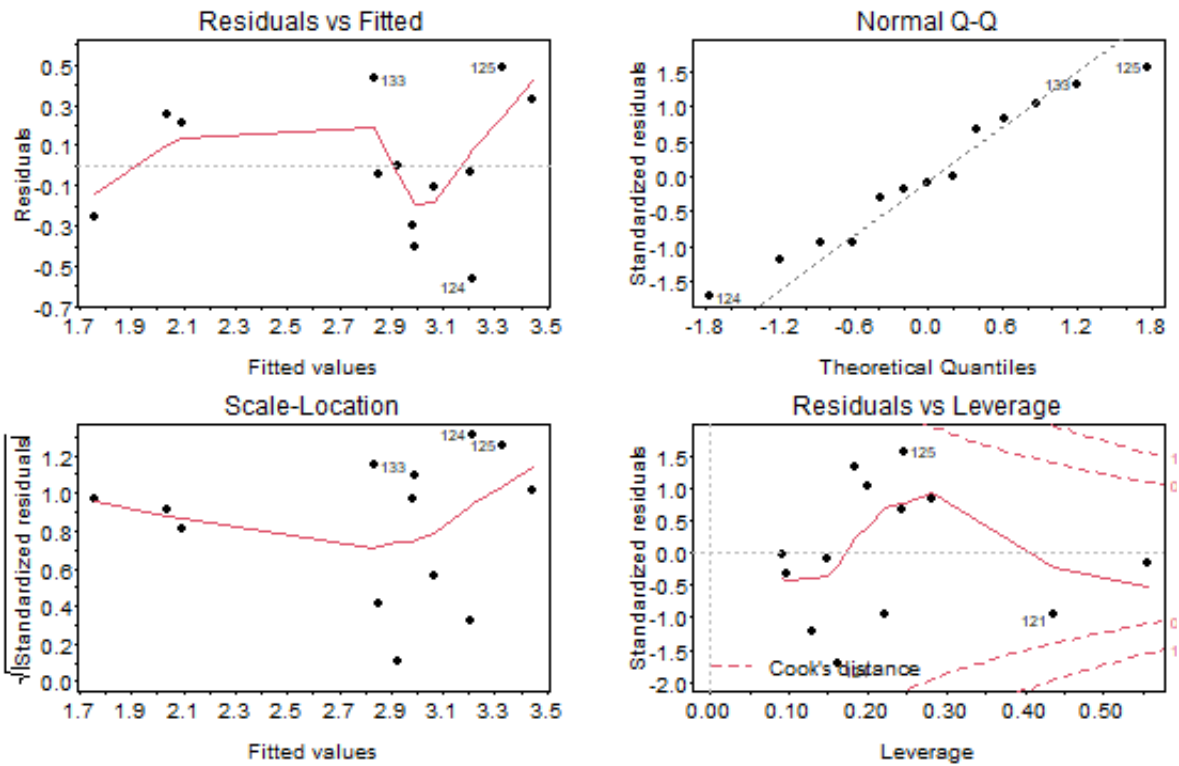 Residuals vs Fitted
Residuals
0.5
0.3
0.1
-0.1
-0.3
-0.5
-0.7
133
125
124
1.7 2.1 2.3 2.5 2.7 2.9 3.1 3.3 3.5
Fitted values
Normal Q-Q
Standardized residuals
1.5
1.0
0.5
0.0
-0.5
-1.0
-1.5
133
125
124
-1.8 -1.2 -0.6 0.0 0.6 1.2 1.8
Theoretical Quantiles
Scale-Location
√|Standardized residuals|
1.2
1.0
0.8
0.6
0.4
0.2
0.0
133
124
125
1.7 2.1 2.3 2.5 2.7 2.9 3.1 3.3 3.5
Fitted values
Residuals vs Leverage
Standardized residuals
1.5
1.0
0.5
0.0
-0.5
-1.0
-1.5
-2.0
125
121
Cook's distance
0.00 0.10 0.20 0.30 0.40 0.50
Leverage